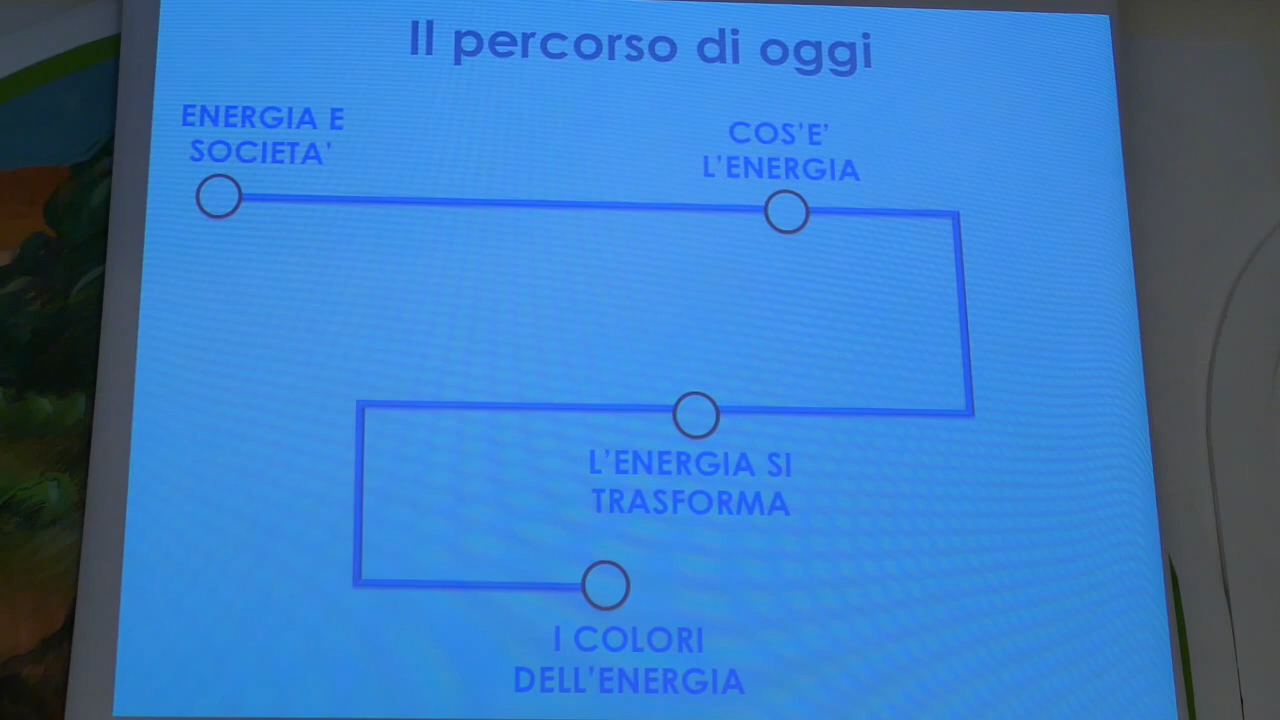 Il percorso di oggi
ENERGIA E
SOCIETA'
COS'E'
L'ENERGIA
L'ENERGIA SI
TRASFORMA
I COLORI
DELL'ENERGIA